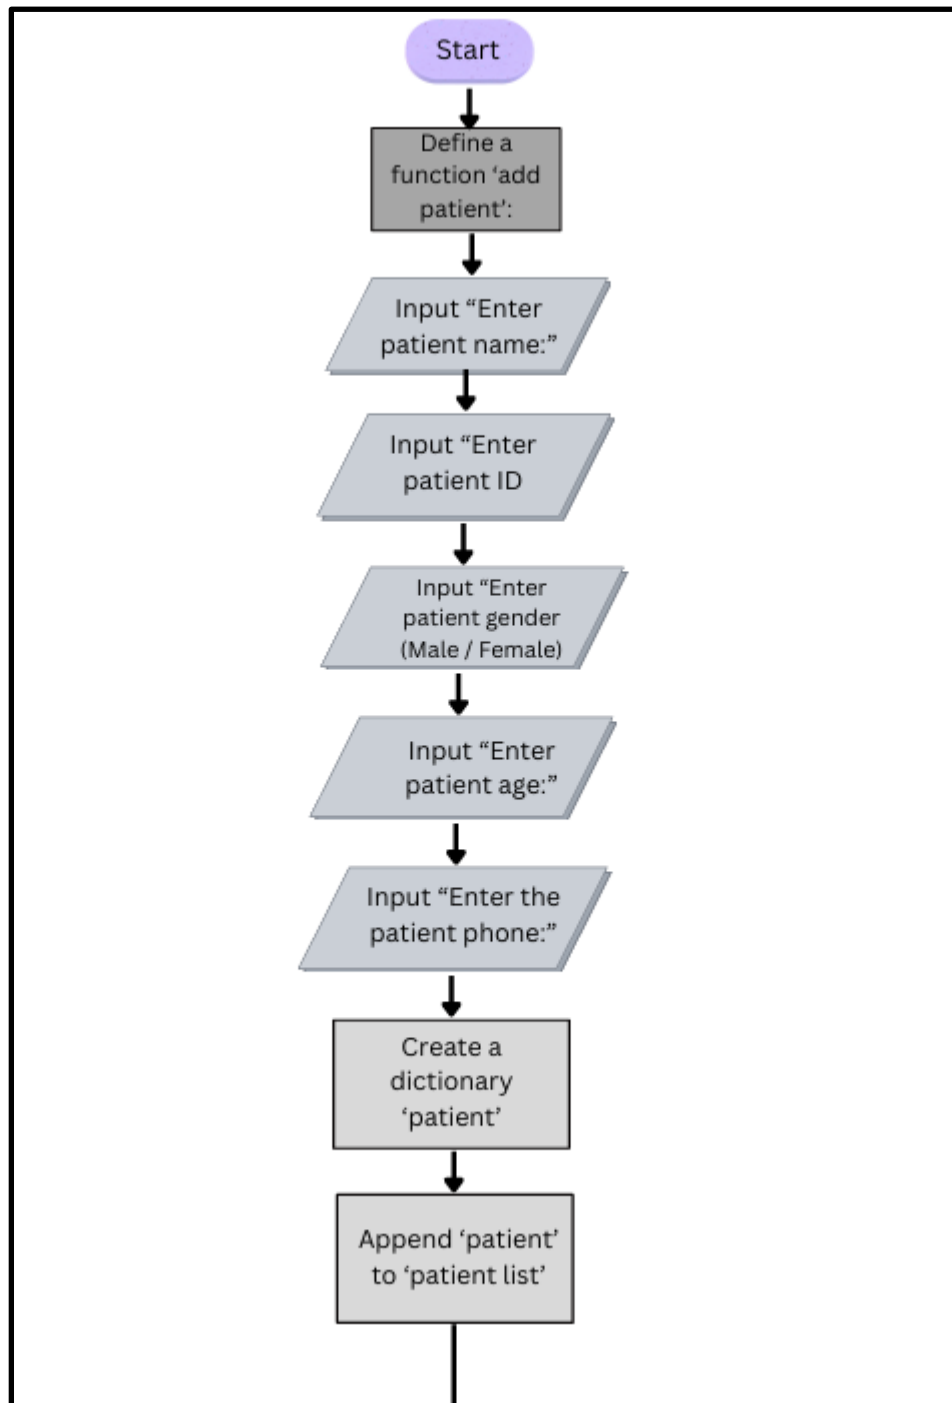 Start
Define a
function ‘add
patient’:
Input “Enter
patient name:”
Input “Enter
patient ID
Input “Enter
patient gender
(Male / Female)
Input “Enter
patient age:”
Input “Enter the
patient phone:”
Create a
dictionary
‘patient’
Append ‘patient’
to ‘patient list’